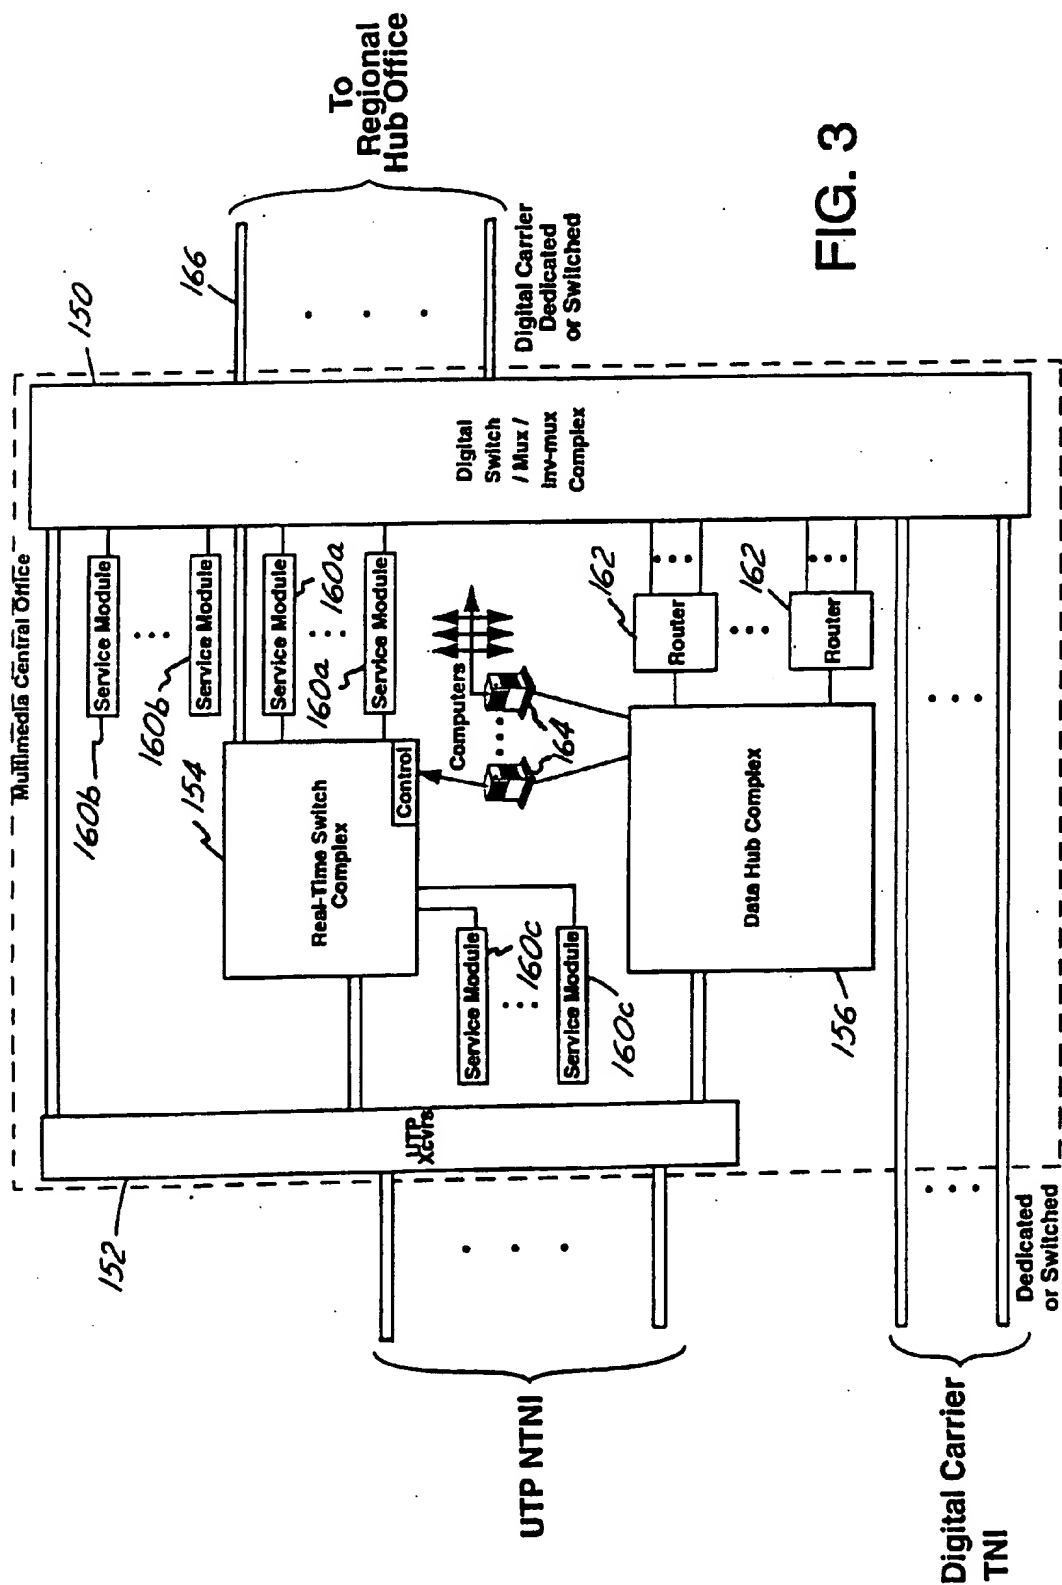 Multimedia Central Office
150
152
154
156
160b
Service Module
160b
Service Module
160a
Service Module
160a
Service Module
Real-Time Switch
Complex
Control
Computers
164
Service Module
160c
Service Module
160c
UTP
Xcvrs
Data Hub Complex
Router
162
Router
162
Digital
Switch
/ Mux /
Inv-mux
Complex
166
To
Regional
Hub Office
Digital Carrier
Dedicated
or Switched
UTP NTNI
Digital Carrier
TNI
Dedicated
or Switched
FIG. 3